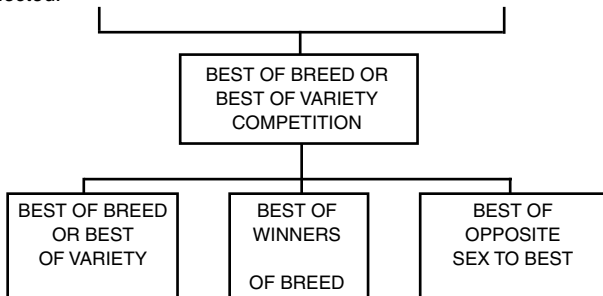 BEST OF BREED OR
BEST OF VARIETY
COMPETITION
BEST OF BREED
OR BEST
OF VARIETY
BEST OF
WINNERS
OF BREED
BEST OF
OPPOSITE
SEX TO BEST